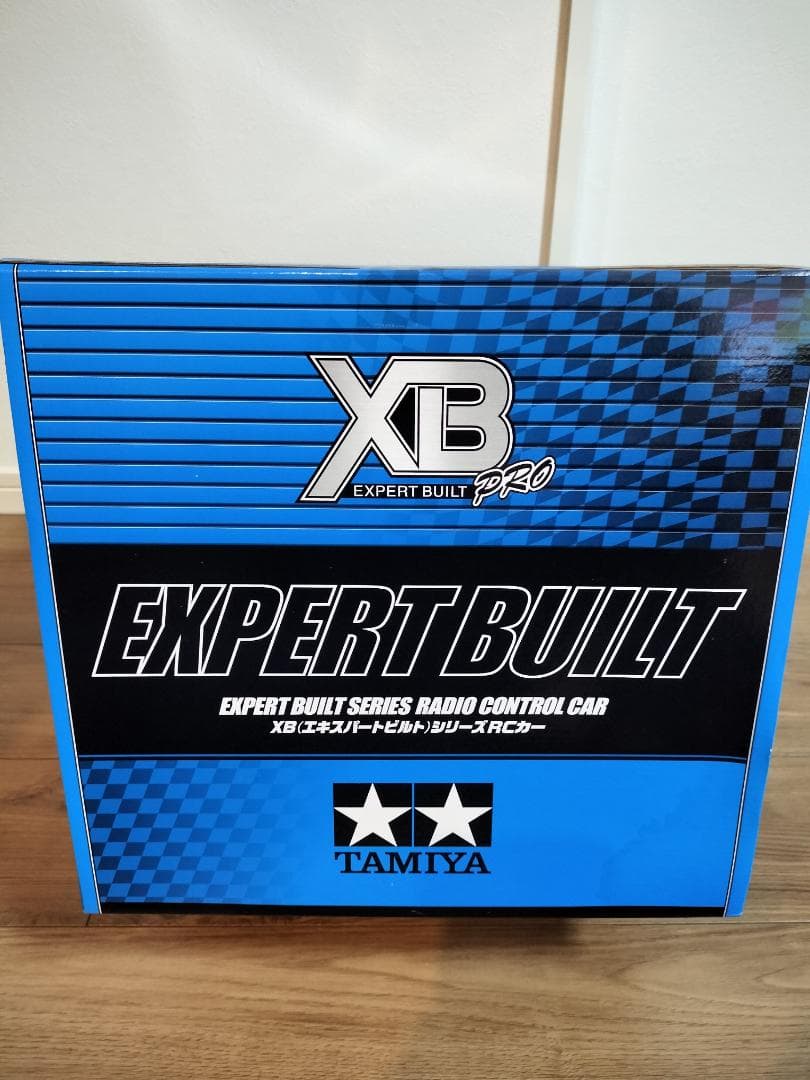 XB
EXPERT BUILT PRO
EXPERT BUILT
EXPERT BUILT SERIES RADIO CONTROL CAR
XB(エキスパートビルト)シリーズRCカー
TAMIYA